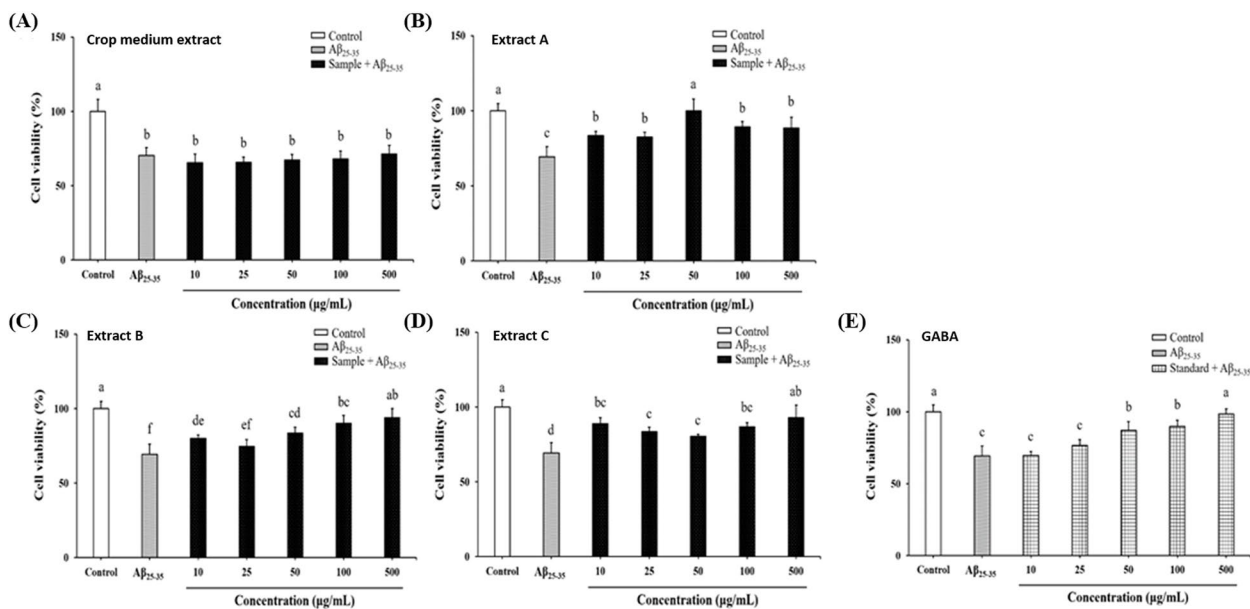 (A)
Crop medium extract
Control
Aβ25-35
Sample + Aβ25-35
Cell viability (%)
150
100
50
0
a
b
b
b
b
b
b
Control
Aβ25-35
10
25
50
100
500
Concentration (µg/mL)
(B)
Extract A
Control
Aβ25-35
Sample + Aβ25-35
Cell viability (%)
150
100
50
0
a
c
b
b
a
b
b
Control
Aβ25-35
10
25
50
100
500
Concentration (µg/mL)
(C)
Extract B
Control
Aβ25-35
Sample + Aβ25-35
Cell viability (%)
150
100
50
0
a
f
de
ef
cd
bc
ab
Control
Aβ25-35
10
25
50
100
500
Concentration (µg/mL)
(D)
Extract C
Control
Aβ25-35
Sample + Aβ25-35
Cell viability (%)
150
100
50
0
a
d
bc
c
c
bc
ab
Control
Aβ25-35
10
25
50
100
500
Concentration (µg/mL)
(E)
GABA
Control
Aβ25-35
Standard + Aβ25-35
Cell viability (%)
150
100
50
0
a
c
c
c
b
b
a
Control
Aβ25-35
10
25
50
100
500
Concentration (µg/mL)